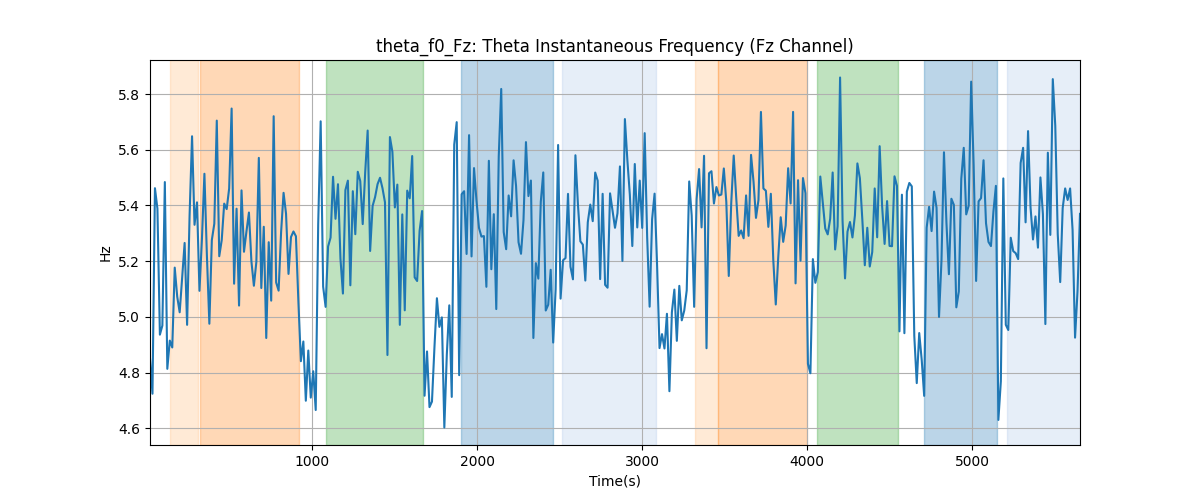 theta_f0_Fz: Theta Instantaneous Frequency (Fz Channel)
5.8
5.6
5.4
5.2
5.0
4.8
4.6
Hz
1000 2000 3000 4000 5000
Time(s)